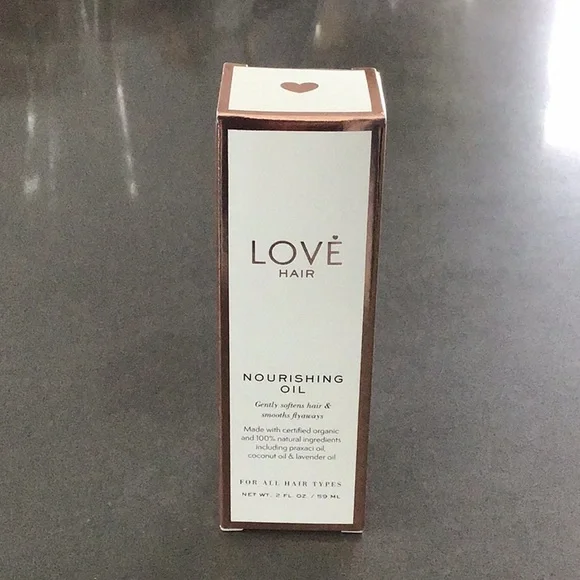 LOVE
HAIR
NOURISHING
OIL
Gently softens hair &
smooths flyaways
Made with certified organic
and 100% natural ingredients
including praxaci oil,
coconut oil & lavender oil
FOR ALL HAIR TYPES
NET WT. 2 FL OZ. / 59 ML